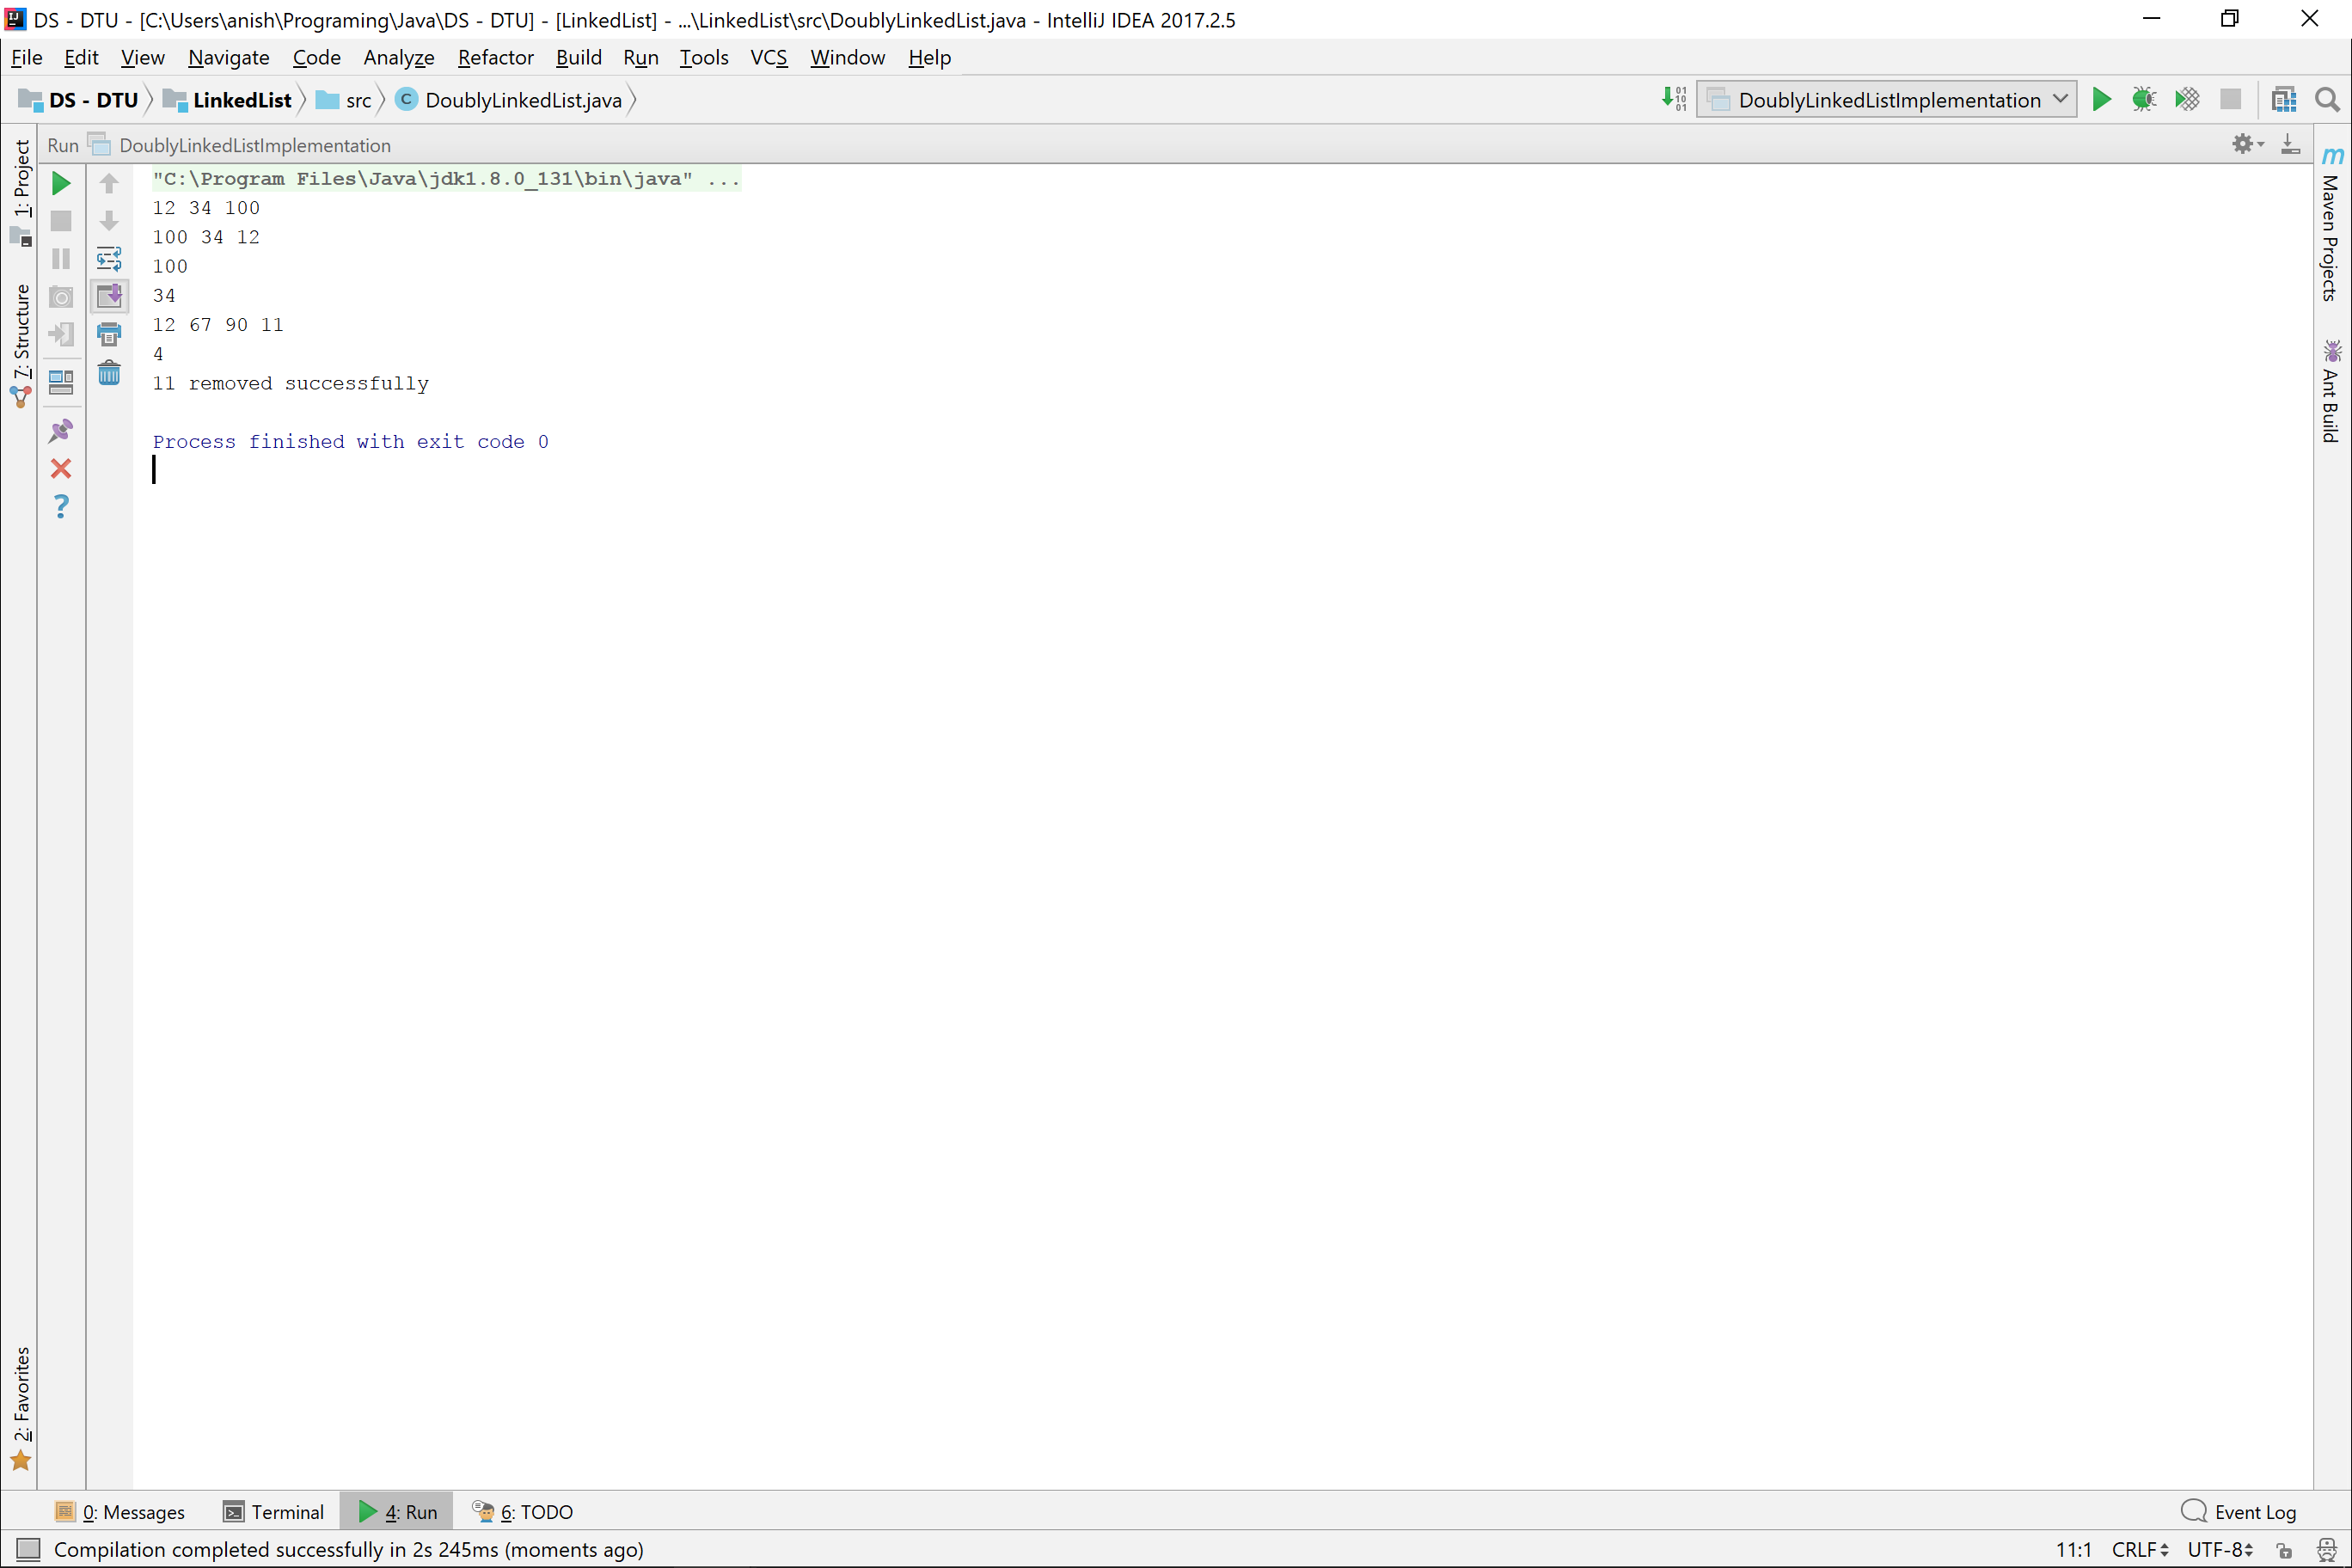 DS - DTU - [C:\Users\anish\Programing\Java\DS - DTU] - [LinkedList] - ...\LinkedList\src\DoublyLinkedList.java - IntelliJ IDEA 2017.2.5
File Edit View Navigate Code Analyze Refactor Build Run Tools VCS Window Help
DS - DTU LinkedList src DoublyLinkedList.java DoublyLinkedListImplementation
Run DoublyLinkedListImplementation
1: Project
7: Structure
2: Favorites
"C:\Program Files\Java\jdk1.8.0_131\bin\java" ...
12 34 100
100 34 12
100
34
12 67 90 11
4
11 removed successfully
Process finished with exit code 0
Maven Projects
Ant Build
0: Messages Terminal 4: Run 6: TODO Event Log
Compilation completed successfully in 2s 245ms (moments ago) 11:1 CRLF UTF-8